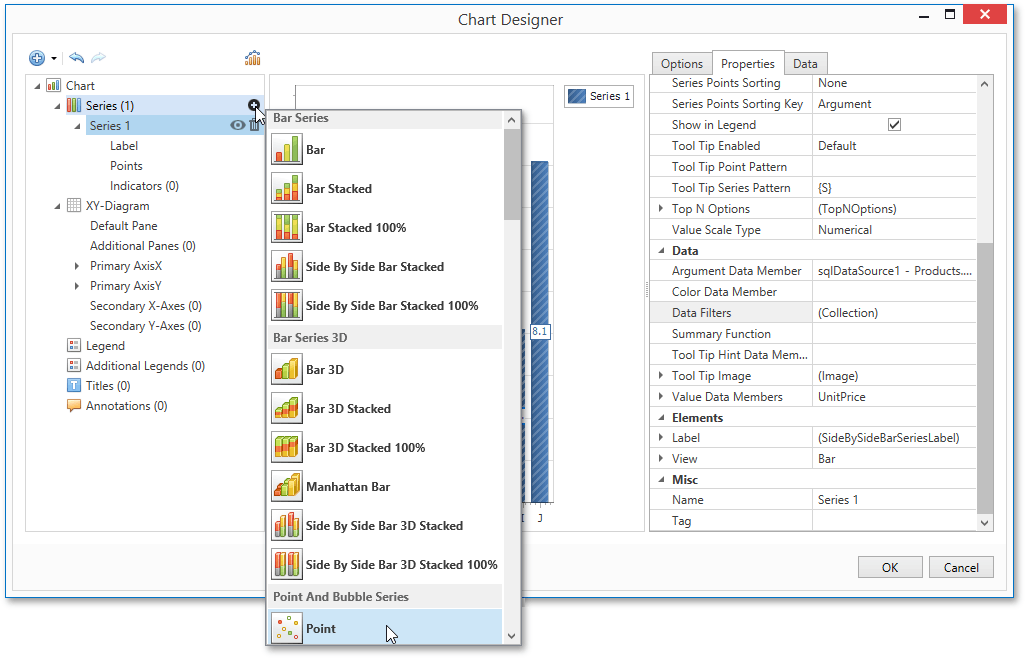 Chart Designer
Chart
Series (1)
Series 1
Label
Points
Indicators (0)
XY-Diagram
Default Pane
Additional Panes (0)
Primary AxisX
Primary AxisY
Secondary X-Axes (0)
Secondary Y-Axes (0)
Legend
Additional Legends (0)
Titles (0)
Annotations (0)
Bar Series
Bar
Bar Stacked
Bar Stacked 100%
Side By Side Bar Stacked
Side By Side Bar Stacked 100%
Bar Series 3D
Bar 3D
Bar 3D Stacked
Bar 3D Stacked 100%
Manhattan Bar
Side By Side Bar 3D Stacked
Side By Side Bar 3D Stacked 100%
Point And Bubble Series
Point
Series 1
8.1
I J
Options Properties Data
Series Points Sorting None
Series Points Sorting Key Argument
Show in Legend
Tool Tip Enabled Default
Tool Tip Point Pattern
Tool Tip Series Pattern {S}
Top N Options (TopNOptions)
Value Scale Type Numerical
Data
Argument Data Member sqlDataSource1 - Products....
Color Data Member
Data Filters (Collection)
Summary Function
Tool Tip Hint Data Mem...
Tool Tip Image (Image)
Value Data Members UnitPrice
Elements
Label (SideBySideBarSeriesLabel)
View Bar
Misc
Name Series 1
Tag
OK Cancel